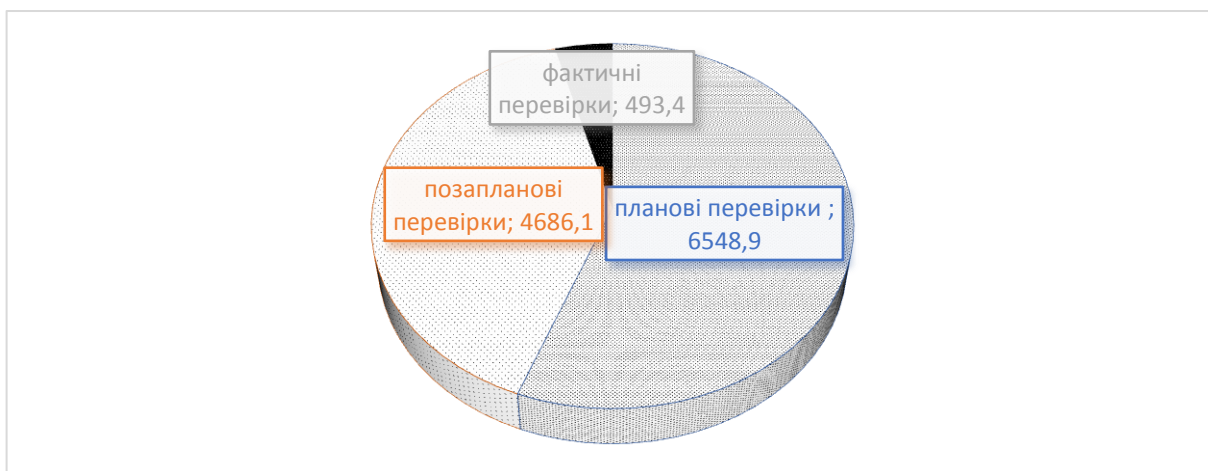 фактичні
перевірки; 493,4
позапланові
перевірки; 4686,1
планові перевірки ;
6548,9